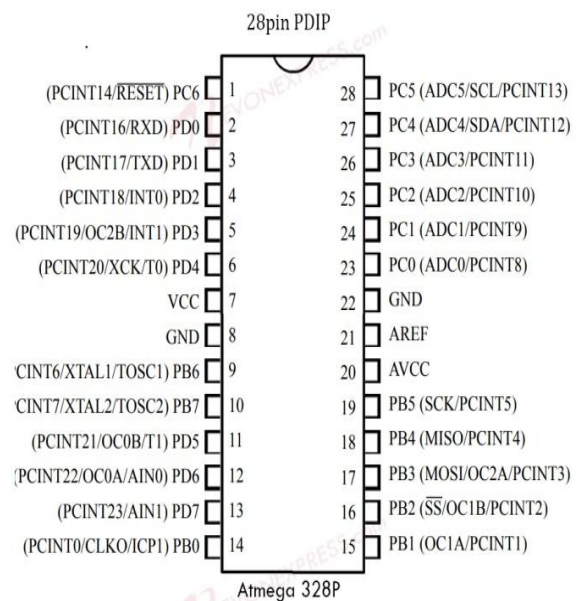 28pin PDIP
(PCINT14/RESET) PC6 1 28 PC5 (ADC5/SCL/PCINT13)
(PCINT16/RXD) PD0 2 27 PC4 (ADC4/SDA/PCINT12)
(PCINT17/TXD) PD1 3 26 PC3 (ADC3/PCINT11)
(PCINT18/INT0) PD2 4 25 PC2 (ADC2/PCINT10)
(PCINT19/OC2B/INT1) PD3 5 24 PC1 (ADC1/PCINT9)
(PCINT20/XCK/T0) PD4 6 23 PC0 (ADC0/PCINT8)
VCC 7 22 GND
GND 8 21 AREF
CINT6/XTAL1/TOSC1) PB6 9 20 AVCC
CINT7/XTAL2/TOSC2) PB7 10 19 PB5 (SCK/PCINT5)
(PCINT21/OC0B/T1) PD5 11 18 PB4 (MISO/PCINT4)
(PCINT22/OC0A/AIN0) PD6 12 17 PB3 (MOSI/OC2A/PCINT3)
(PCINT23/AIN1) PD7 13 16 PB2 (SS/OC1B/PCINT2)
(PCINT0/CLKO/ICP1) PB0 14 15 PB1 (OC1A/PCINT1)
Atmega 328P